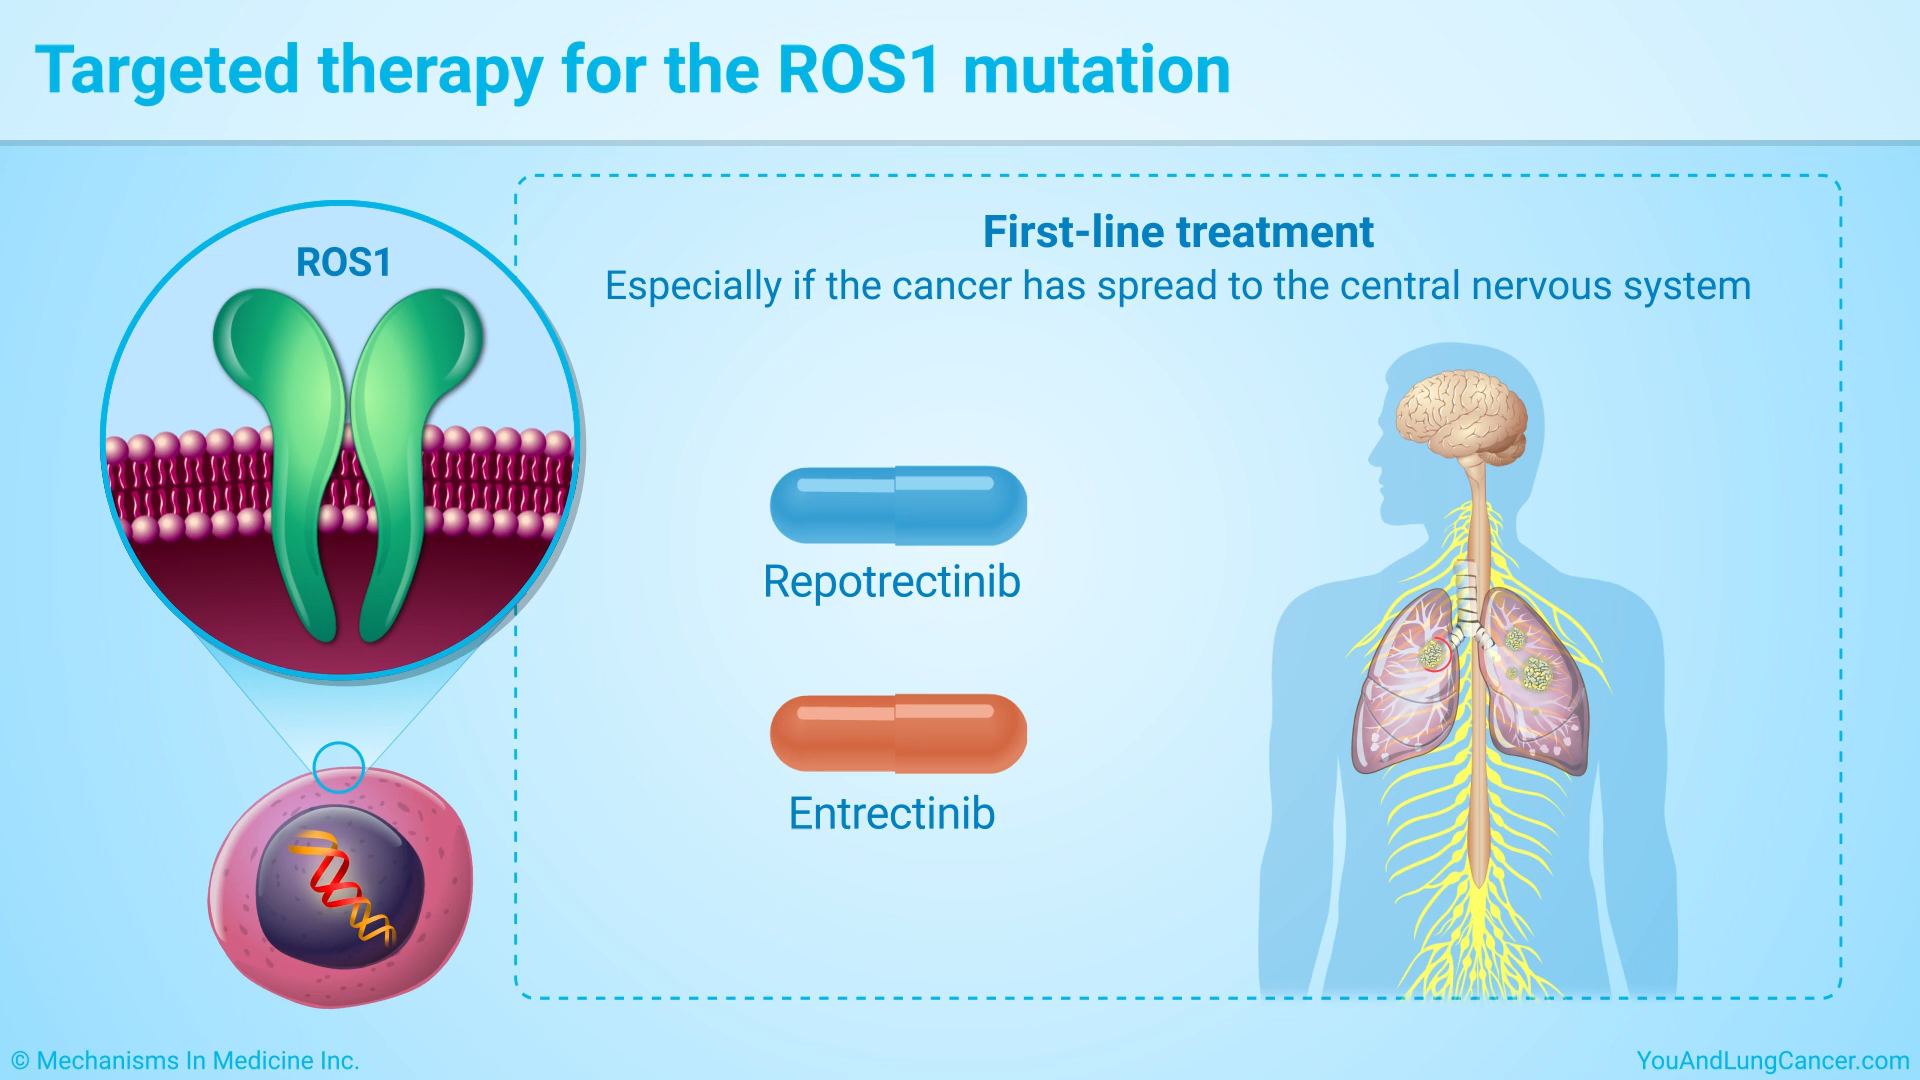 Targeted therapy for the ROS1 mutation
ROS1
First-line treatment
Especially if the cancer has spread to the central nervous system
Repotrectinib
Entrectinib
© Mechanisms In Medicine Inc.
YouAndLungCancer.com